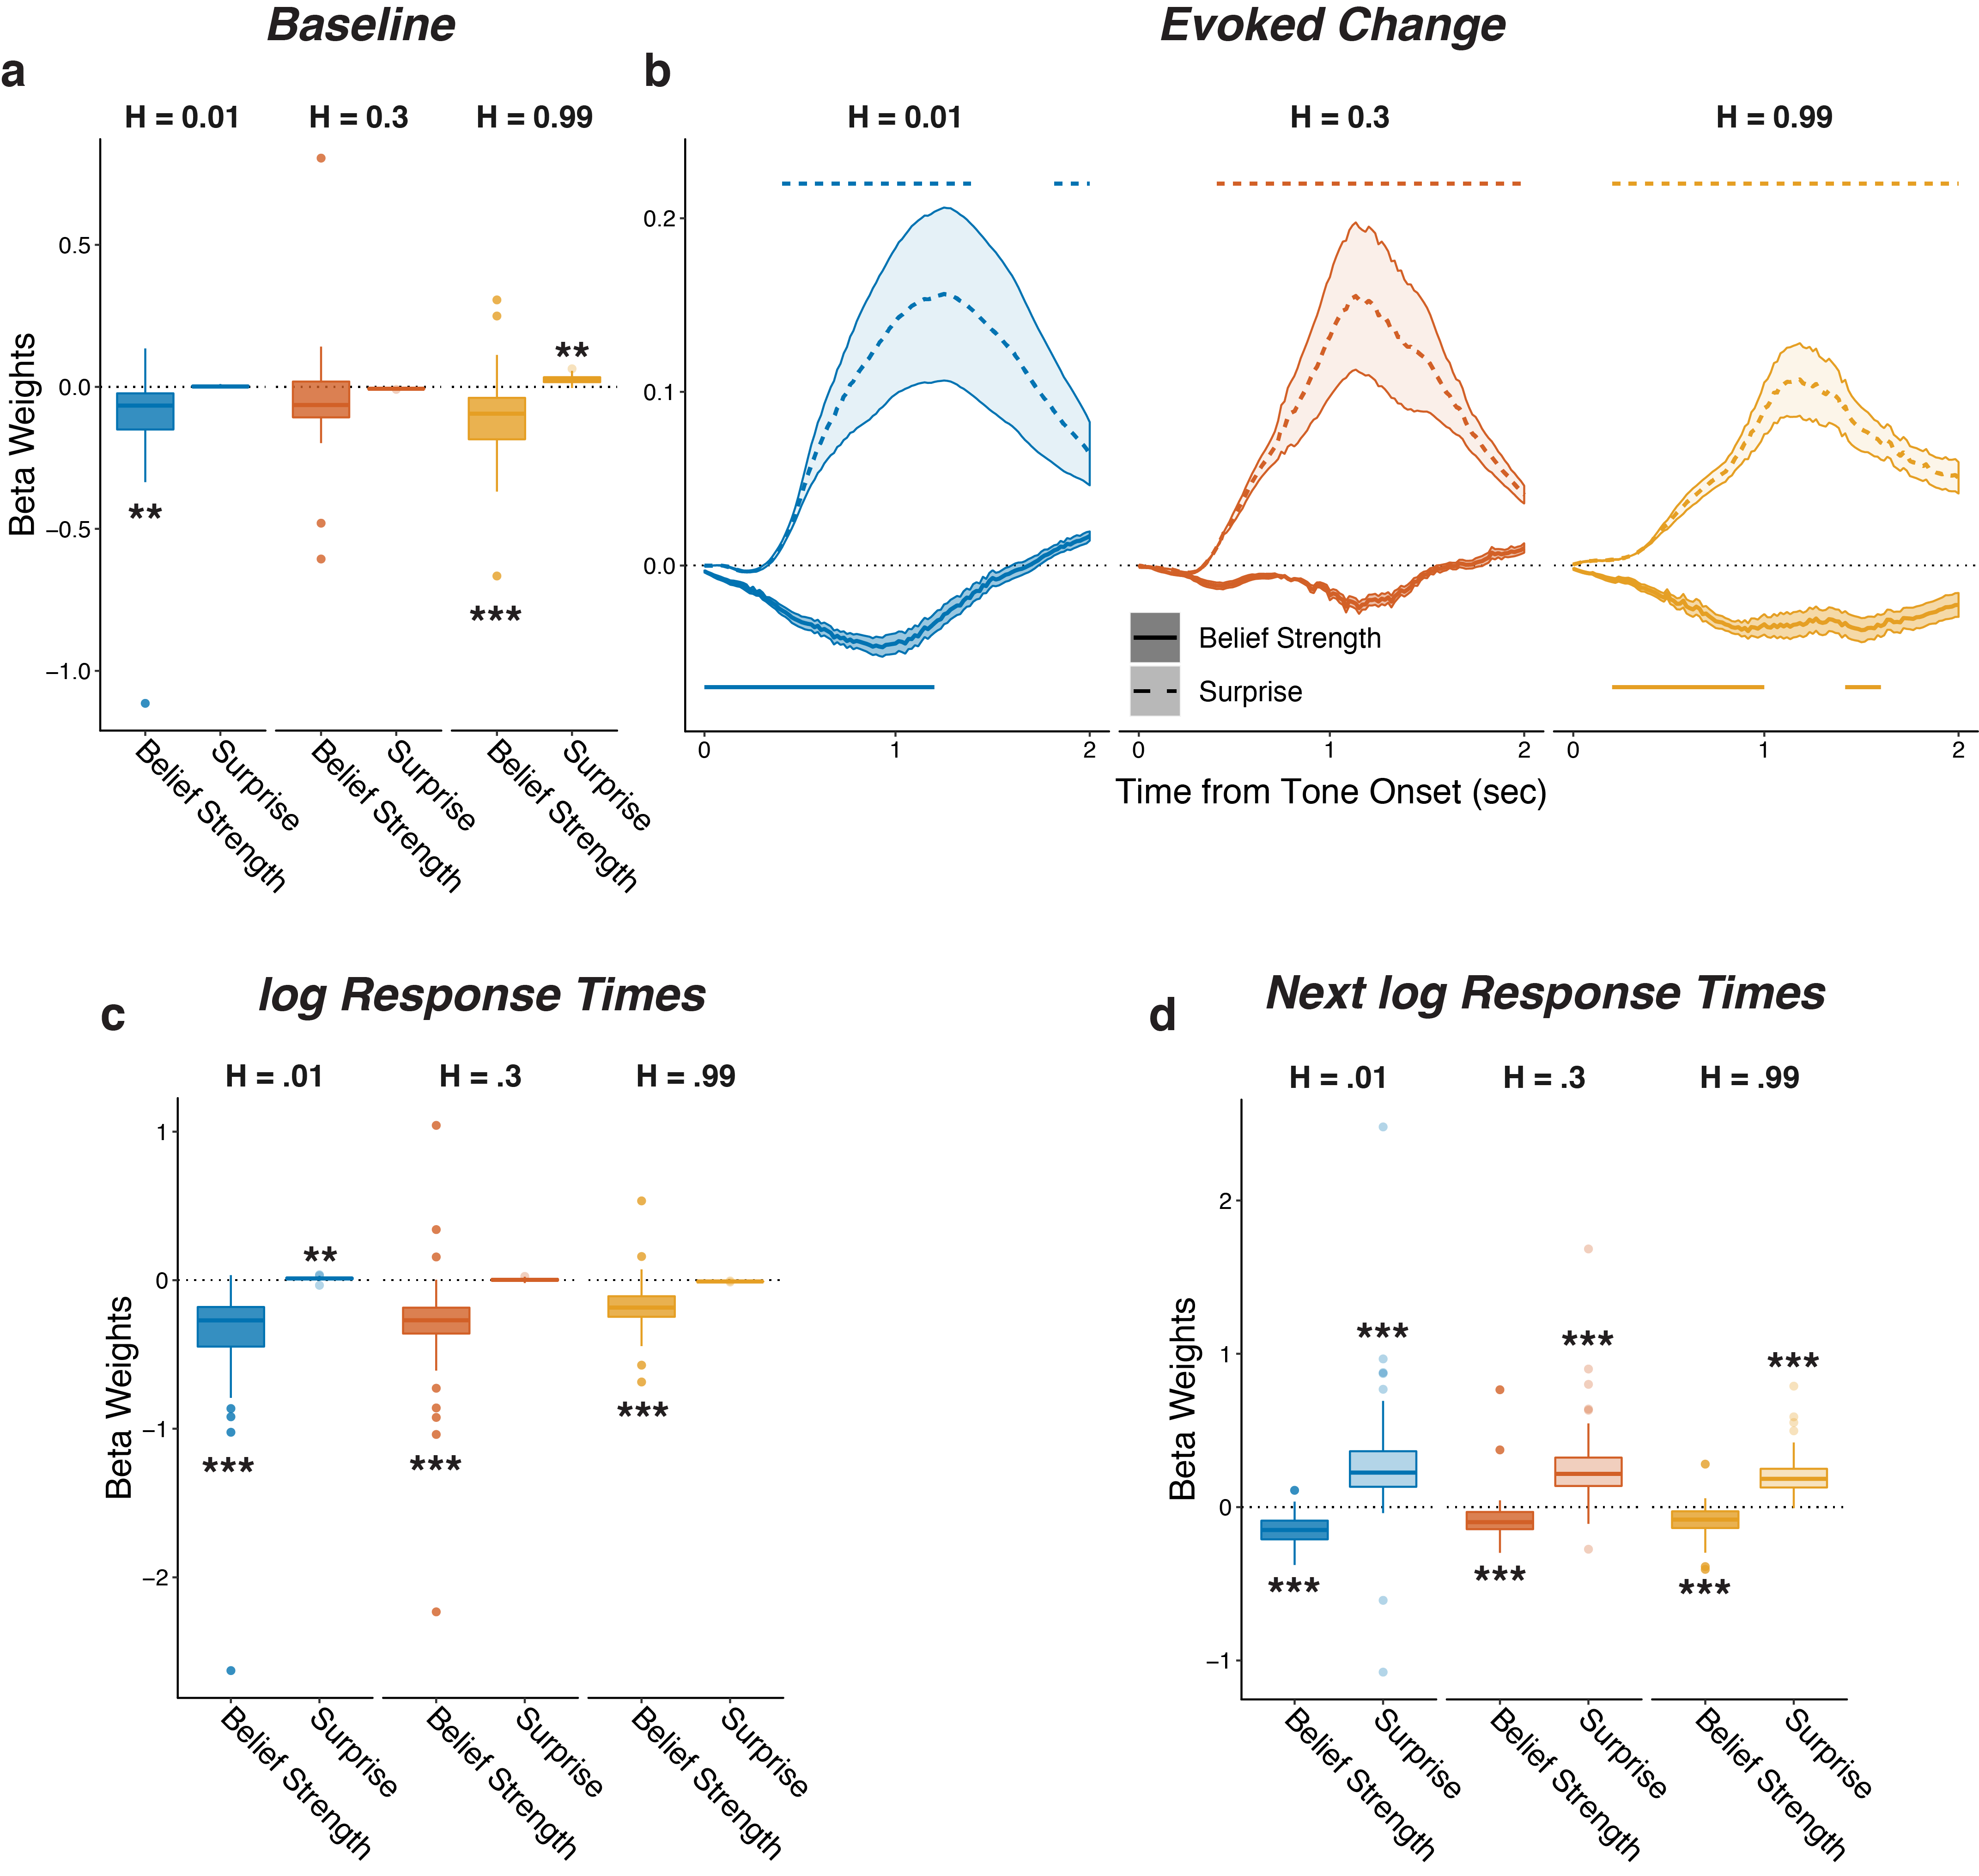 Baseline
Evoked Change
a
b
H = 0.01
H = 0.3
H = 0.99
H = 0.01
H = 0.3
H = 0.99
Beta Weights
0.5
0.0
−0.5
−1.0
**
***
**
0.2
0.1
0.0
Belief Strength
Surprise
0
1
2
0
1
2
0
1
2
Time from Tone Onset (sec)
Belief Strength
Surprise
Belief Strength
Surprise
Belief Strength
Surprise
log Response Times
Next log Response Times
c
d
H = .01
H = .3
H = .99
H = .01
H = .3
H = .99
Beta Weights
1
0
−1
−2
***
**
***
***
Belief Strength
Surprise
Belief Strength
Surprise
Belief Strength
Surprise
Beta Weights
2
1
0
−1
***
***
***
***
***
***
Belief Strength
Surprise
Belief Strength
Surprise
Belief Strength
Surprise